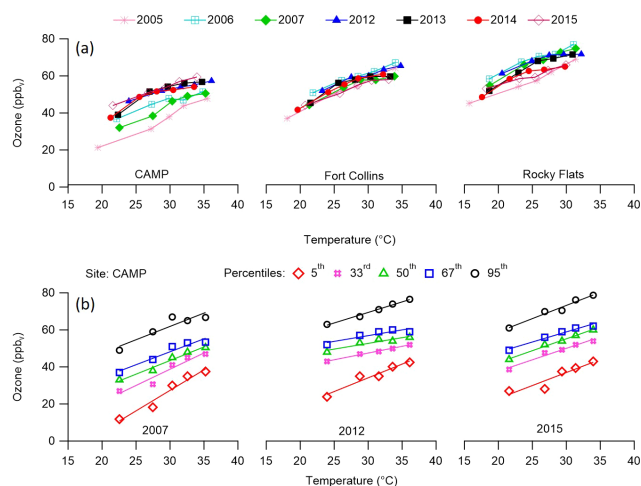 2005 2006 2007 2012 2013 2014 2015
(a)
Ozone (ppbv)
80
60
40
20
0
CAMP Fort Collins Rocky Flats
15 20 25 30 35 40 15 20 25 30 35 40 15 20 25 30 35 40
Temperature (°C)
Site: CAMP Percentiles: 5th 33rd 50th 67th 95th
(b)
Ozone (ppbv)
80
60
40
20
0
2007 2012 2015
15 20 25 30 35 40 15 20 25 30 35 40 15 20 25 30 35 40
Temperature (°C)